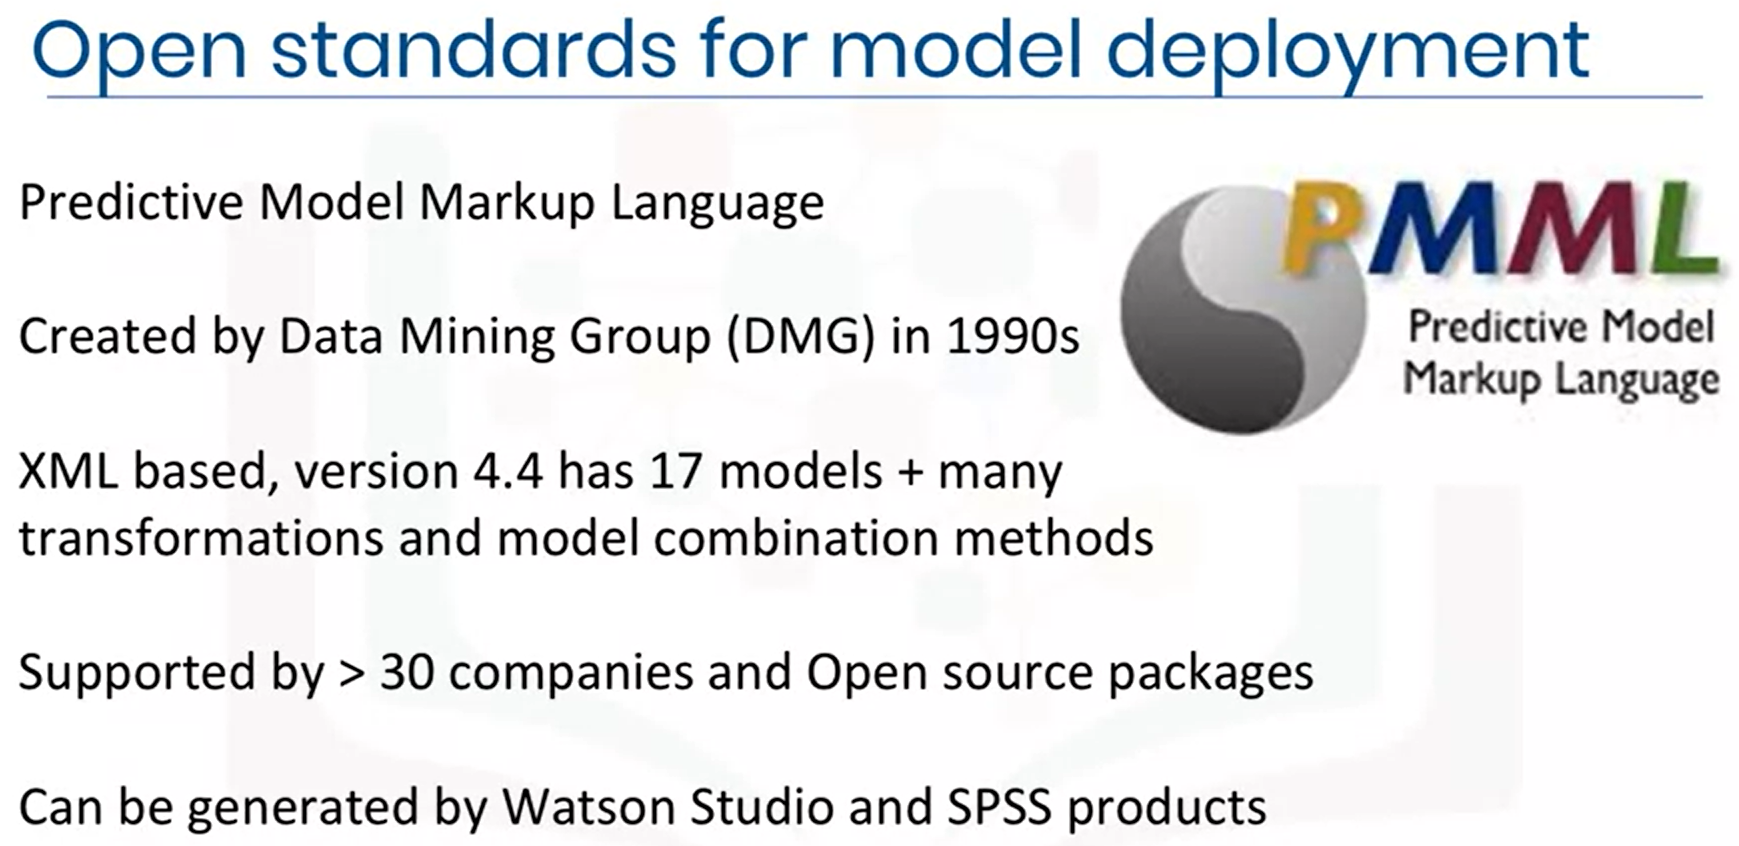 Open standards for model deployment
Predictive Model Markup Language
Created by Data Mining Group (DMG) in 1990s
XML based, version 4.4 has 17 models + many
transformations and model combination methods
Supported by > 30 companies and Open source packages
Can be generated by Watson Studio and SPSS products
PMML
Predictive Model
Markup Language